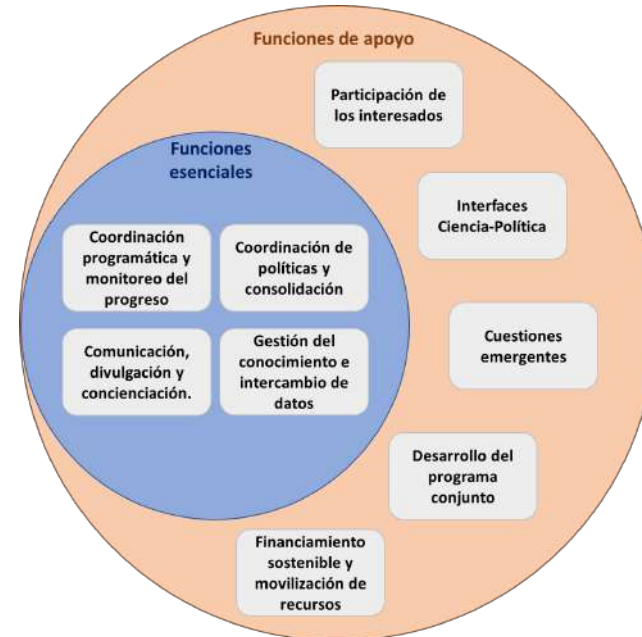 Funciones de apoyo
Participación de
los interesados
Funciones
esenciales
Interfaces
Ciencia-Política
Coordinación
programática y
monitoreo del
progreso
Coordinación de
políticas y
consolidación
Cuestiones
emergentes
Comunicación,
divulgación y
concienciación.
Gestión del
conocimiento e
intercambio de
datos
Desarrollo del
programa
conjunto
Financiamiento
sostenible y
movilización de
recursos